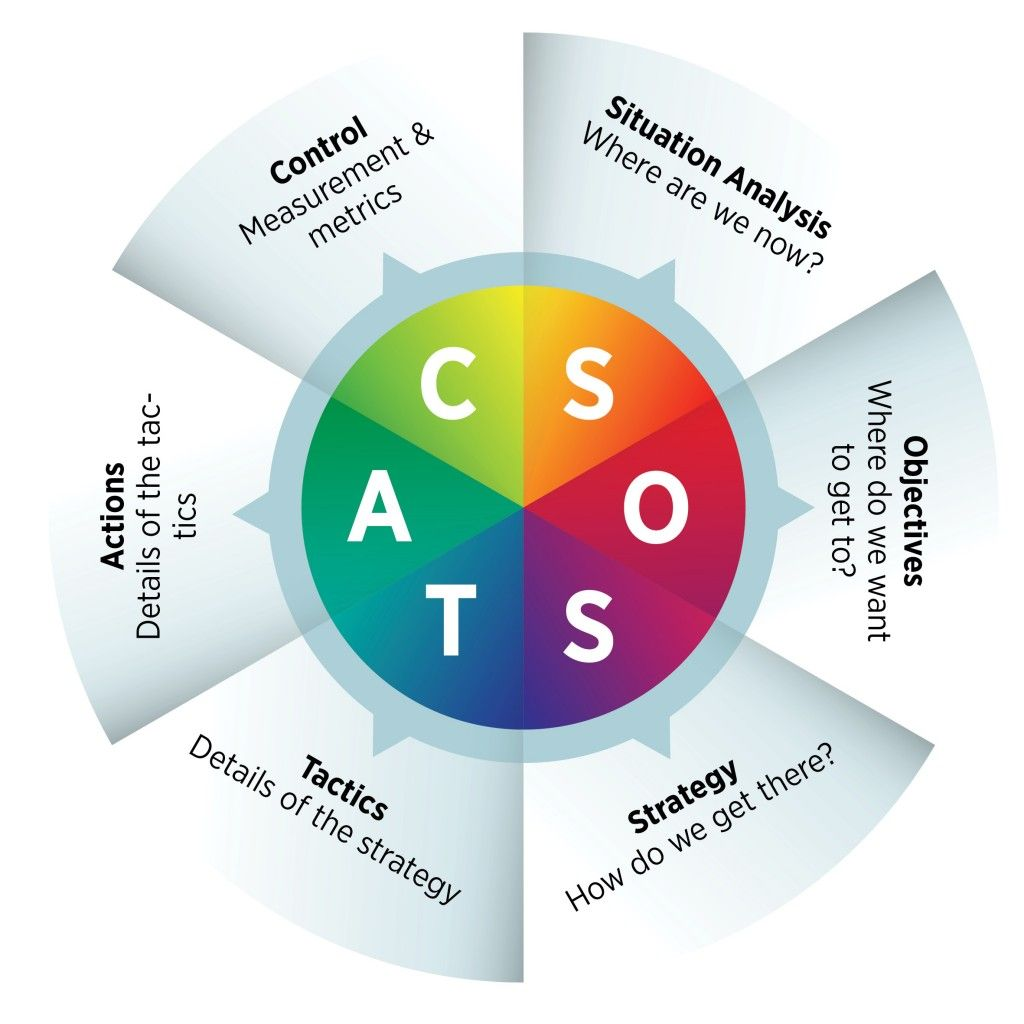 Situation Analysis
Where are we now?
Objectives
Where do we want
to get to?
Strategy
How do we get there?
Tactics
Details of the strategy
Actions
Details of the tac-
tics
Control
Measurement &
metrics
S
O
S
T
A
C